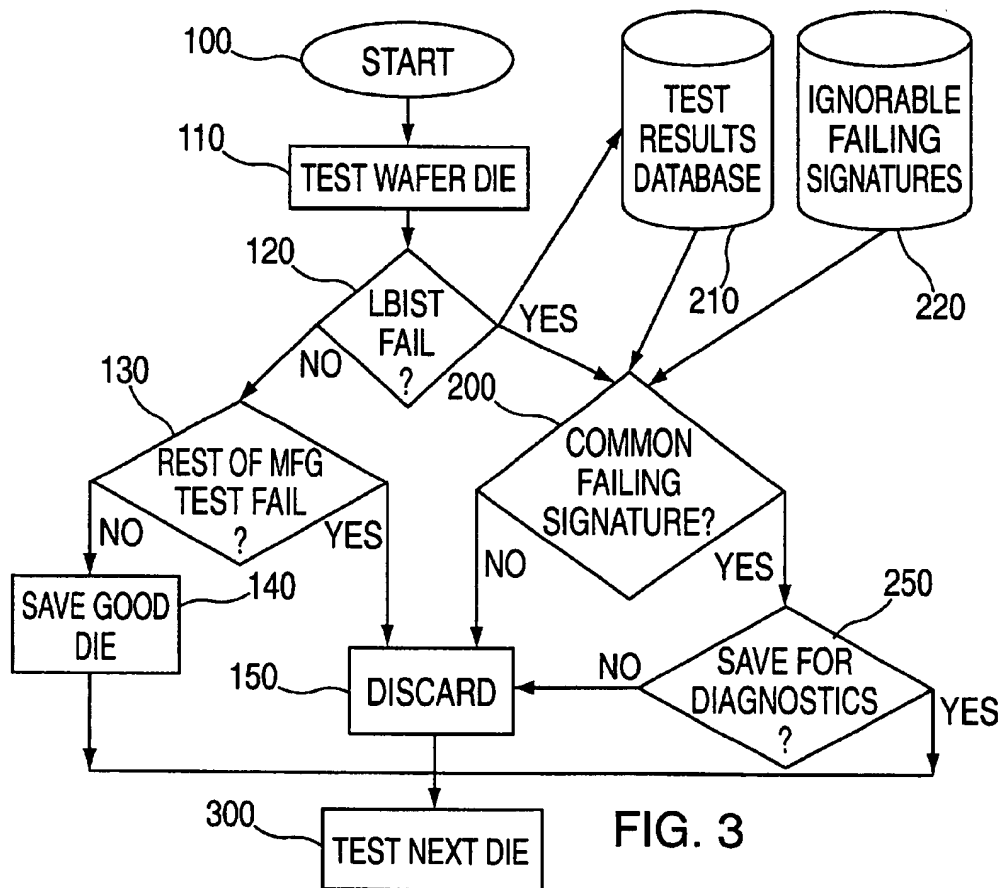 100
START
110
TEST WAFER DIE
120
LBIST
FAIL
?
YES
NO
TEST
RESULTS
DATABASE
210
IGNORABLE
FAILING
SIGNATURES
220
130
REST OF MFG
TEST FAIL
?
NO
YES
200
COMMON
FAILING
SIGNATURE?
NO
YES
140
SAVE GOOD
DIE
150
DISCARD
250
SAVE FOR
DIAGNOSTICS
?
NO
YES
300
TEST NEXT DIE
FIG. 3